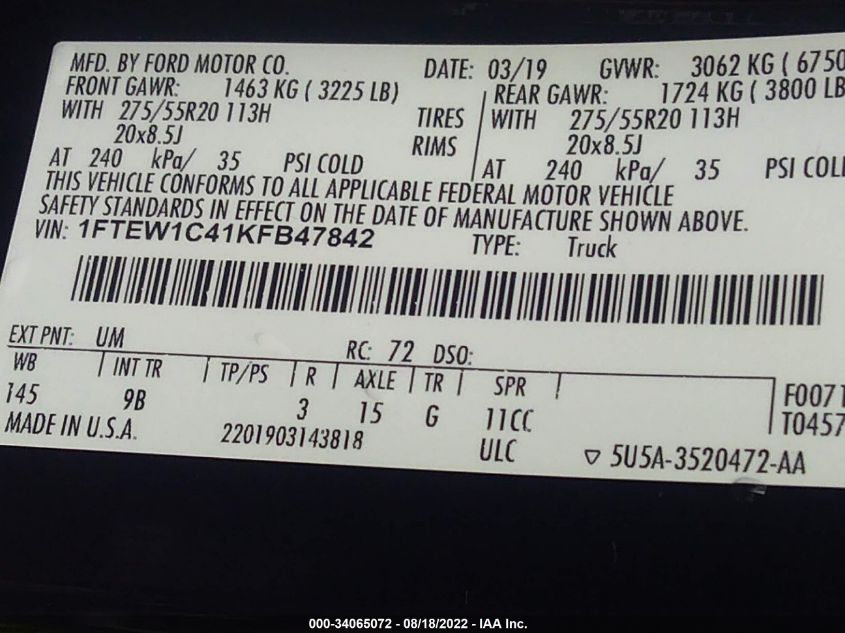 MFD. BY FORD MOTOR CO. DATE: 03/19 GVWR: 3062 KG ( 6750
FRONT GAWR: 1463 KG ( 3225 LB) REAR GAWR: 1724 KG ( 3800 LB
WITH 275/55R20 113H TIRES WITH 275/55R20 113H
20x8.5J RIMS 20x8.5J
AT 240 kPa/ 35 PSI COLD AT 240 kPa/ 35 PSI COL
THIS VEHICLE CONFORMS TO ALL APPLICABLE FEDERAL MOTOR VEHICLE
SAFETY STANDARDS IN EFFECT ON THE DATE OF MANUFACTURE SHOWN ABOVE.
VIN: 1FTEW1C41KFB47842 TYPE: Truck
EXT PNT: UM RC: 72 DSO:
WB INT TR TP/PS R AXLE TR SPR
145 9B 3 15 G 11CC F0071
MADE IN U.S.A. 2201903143818 ULC T0457
5U5A-3520472-AA
000-34065072 - 08/18/2022 - IAA Inc.